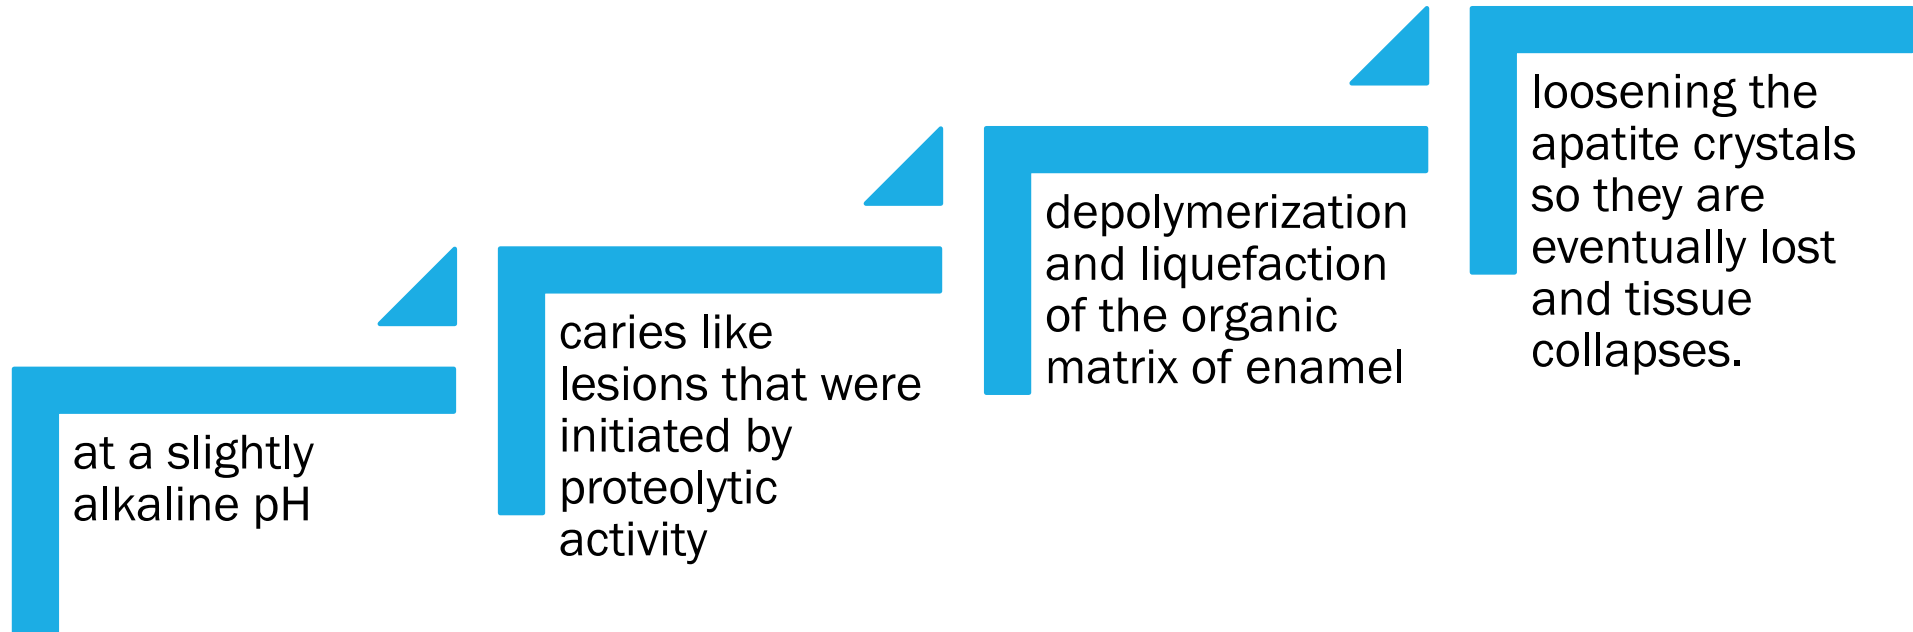 at a slightly
alkaline pH
caries like
lesions that were
initiated by
proteolytic
activity
depolymerization
and liquefaction
of the organic
matrix of enamel
loosening the
apatite crystals
so they are
eventually lost
and tissue
collapses.